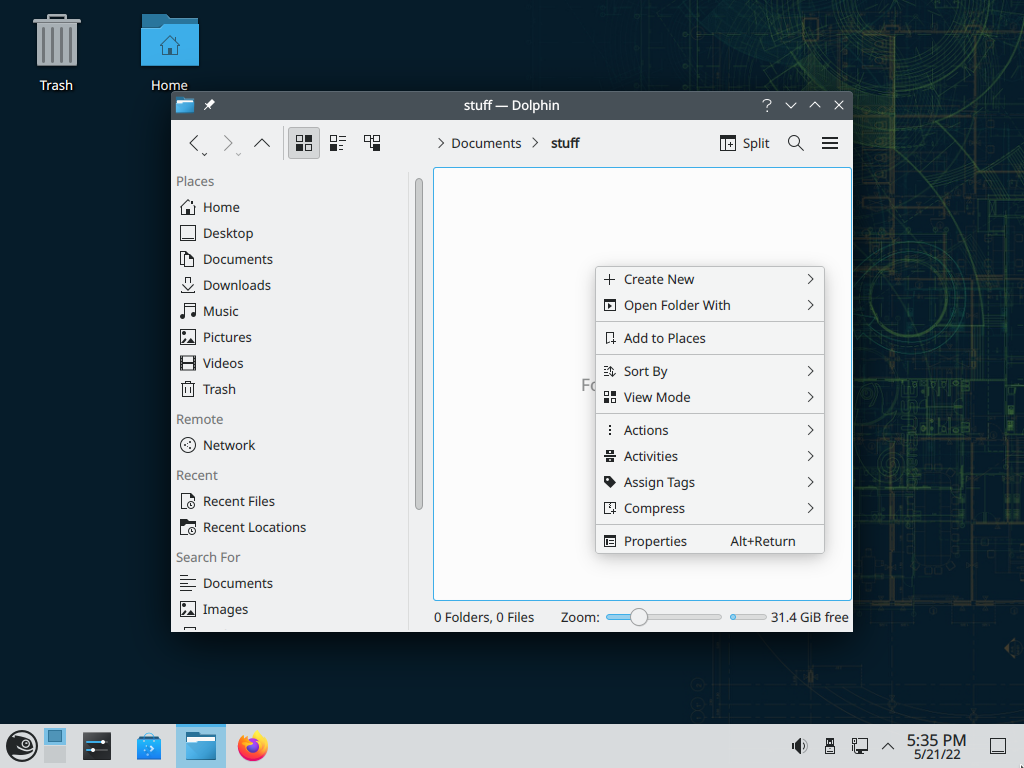 Trash
Home
stuff — Dolphin
Documents
stuff
Split
Places
Home
Desktop
Documents
Downloads
Music
Pictures
Videos
Trash
Remote
Network
Recent
Recent Files
Recent Locations
Search For
Documents
Images
Create New
Open Folder With
Add to Places
Sort By
View Mode
Actions
Activities
Assign Tags
Compress
Properties Alt+Return
0 Folders, 0 Files Zoom: 31.4 GiB free
5:35 PM
5/21/22